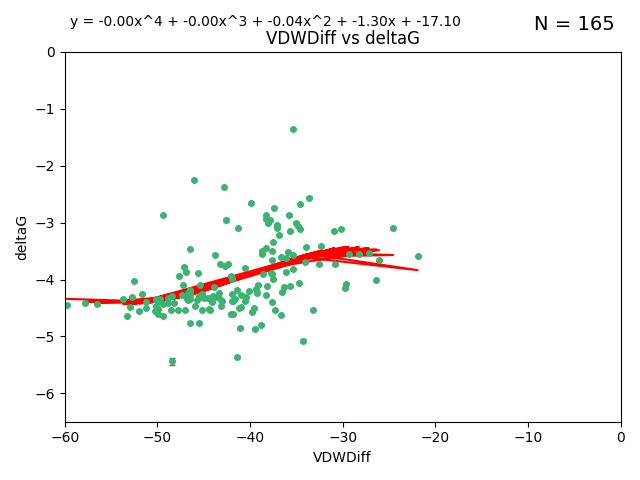 y = -0.00x^4 + -0.00x^3 + -0.04x^2 + -1.30x + -17.10
N = 165
VDWDiff vs deltaG
0
−1
−2
−3
−4
−5
−6
deltaG
−60 −50 −40 −30 −20 −10 0
VDWDiff